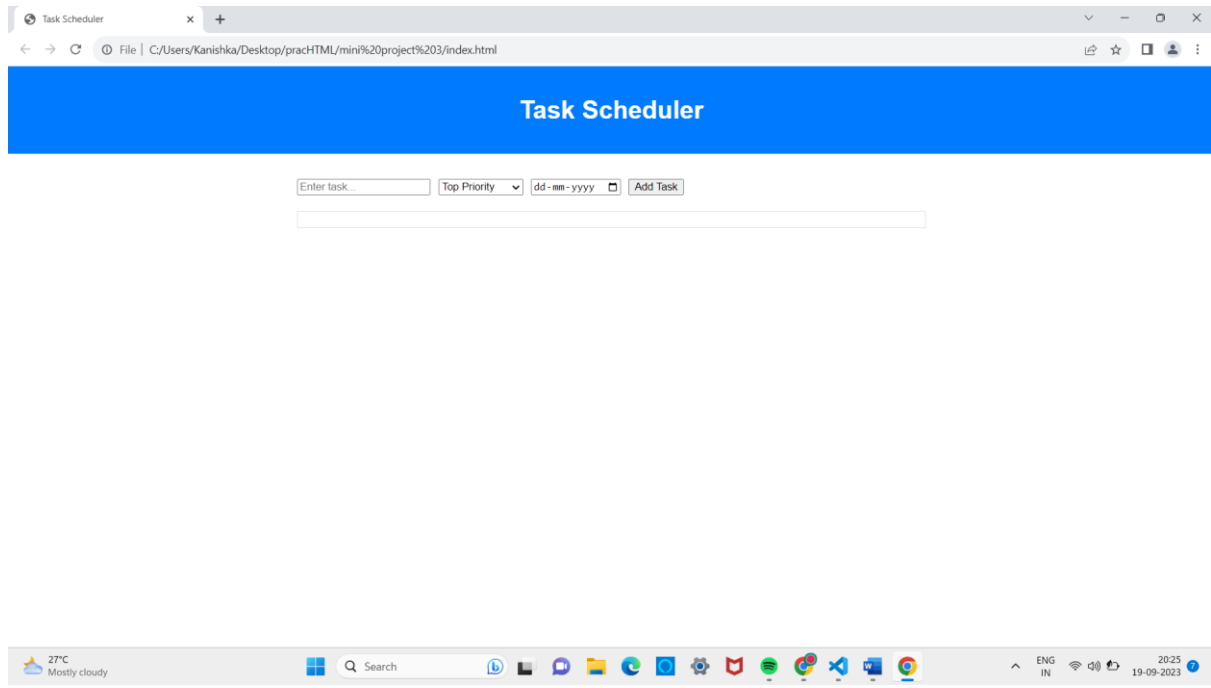 Task Scheduler
File | C:/Users/Kanishka/Desktop/pracHTML/mini%20project%203/index.html
Task Scheduler
Enter task... Top Priority dd-mm-yyyy Add Task
27°C
Mostly cloudy
Search
ENG
IN
20:25
19-09-2023
7